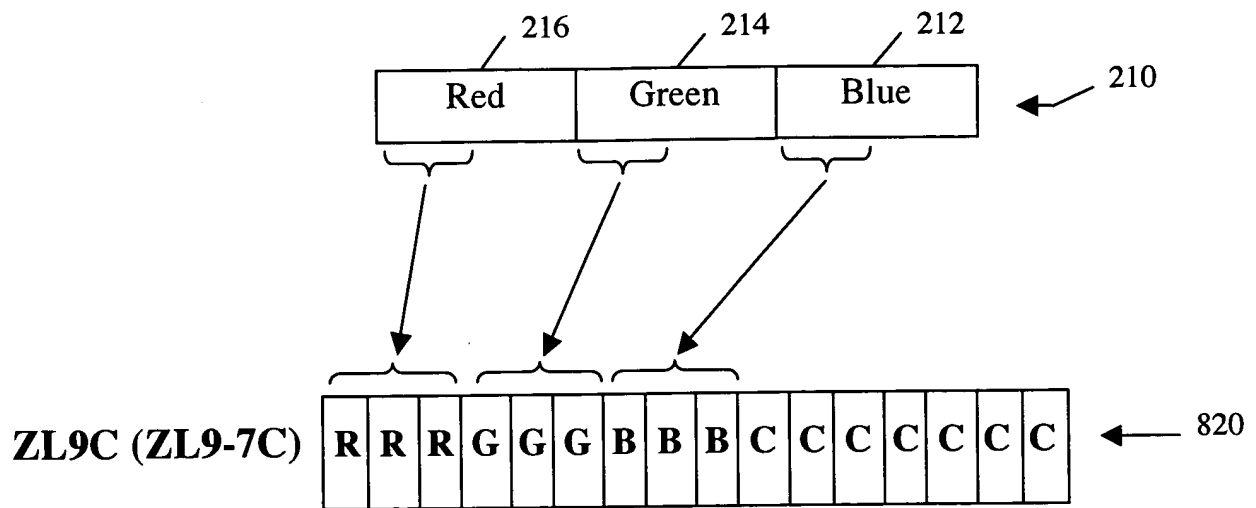 216 214 212
Red Green Blue 210
ZL9C (ZL9-7C) R R R G G G B B B C C C C C C C 820